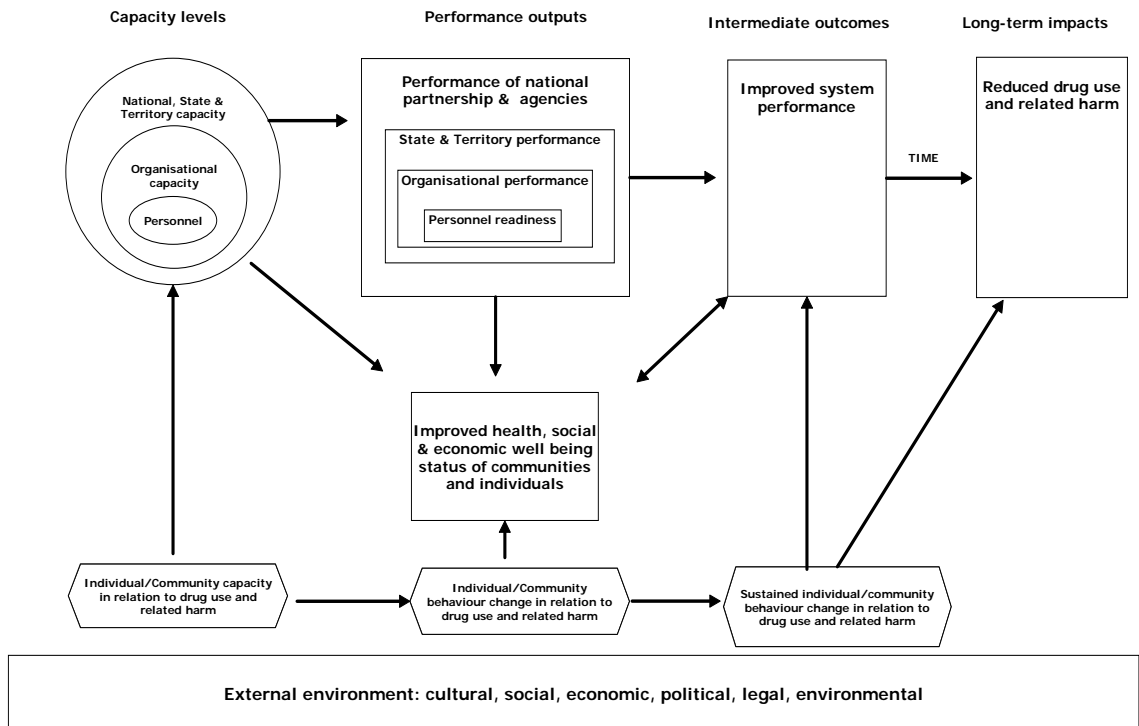 Capacity levels
Performance outputs
Intermediate outcomes
Long-term impacts
National, State &
Territory capacity
Organisational
capacity
Personnel
Performance of national
partnership & agencies
State & Territory performance
Organisational performance
Personnel readiness
Improved system
performance
TIME
Reduced drug use
and related harm
Improved health, social
& economic well being
status of communities
and individuals
Individual/Community capacity
in relation to drug use and
related harm
Individual/Community
behaviour change in relation to
drug use and related harm
Sustained individual/community
behaviour change in relation to
drug use and related harm
External environment: cultural, social, economic, political, legal, environmental